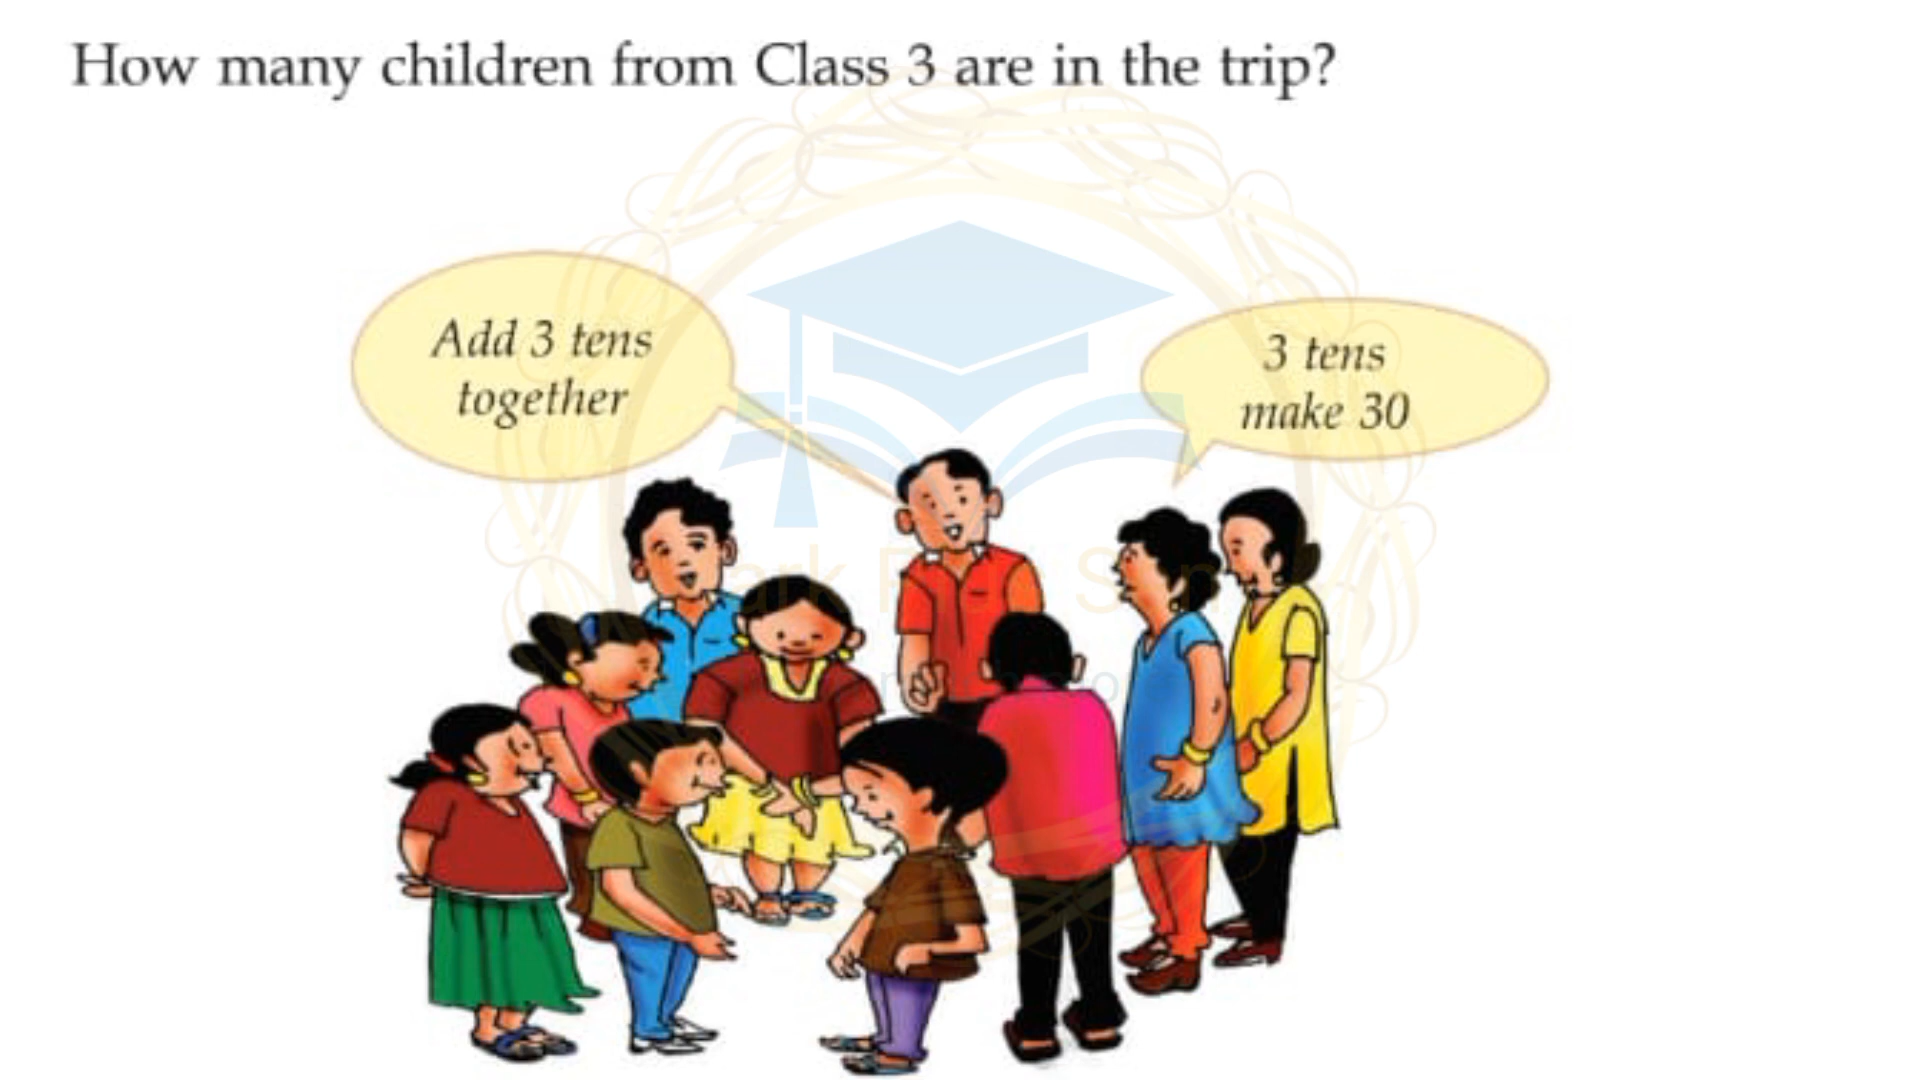 How many children from Class 3 are in the trip?
Add 3 tens
together
3 tens
make 30